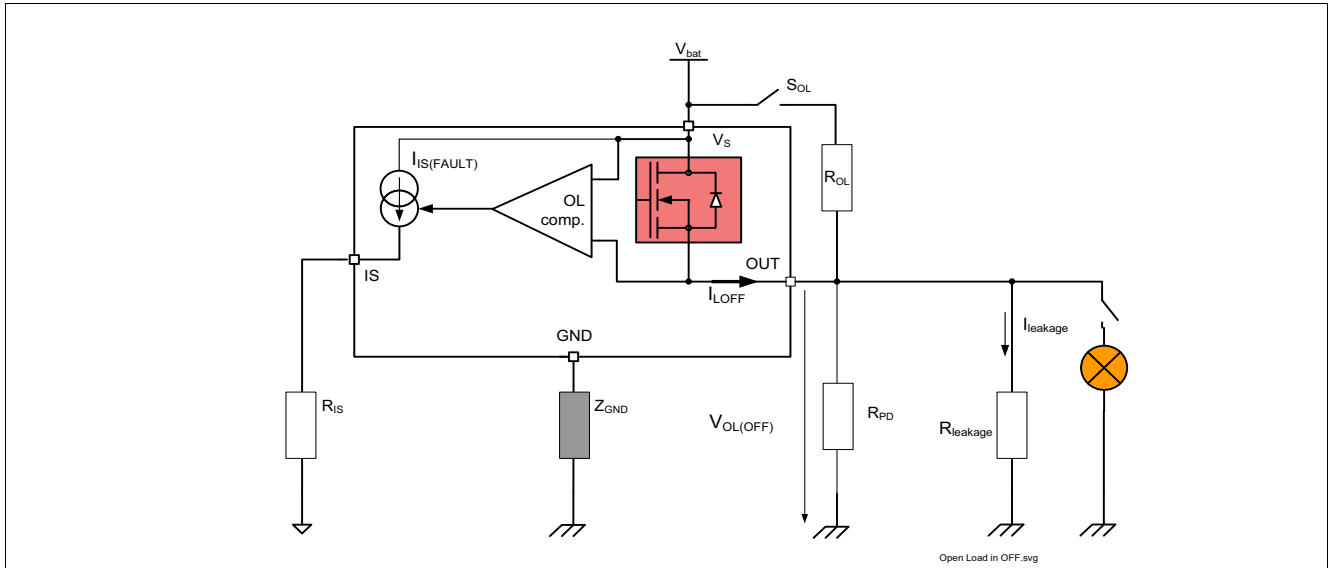 Vbat
SOL
VS
IIS(FAULT)
ROL
OL
comp.
OUT
IS
ILOFF
Ileakage
GND
RIS
ZGND
VOL(OFF)
RPD
Rleakage
Open Load in OFF.svg